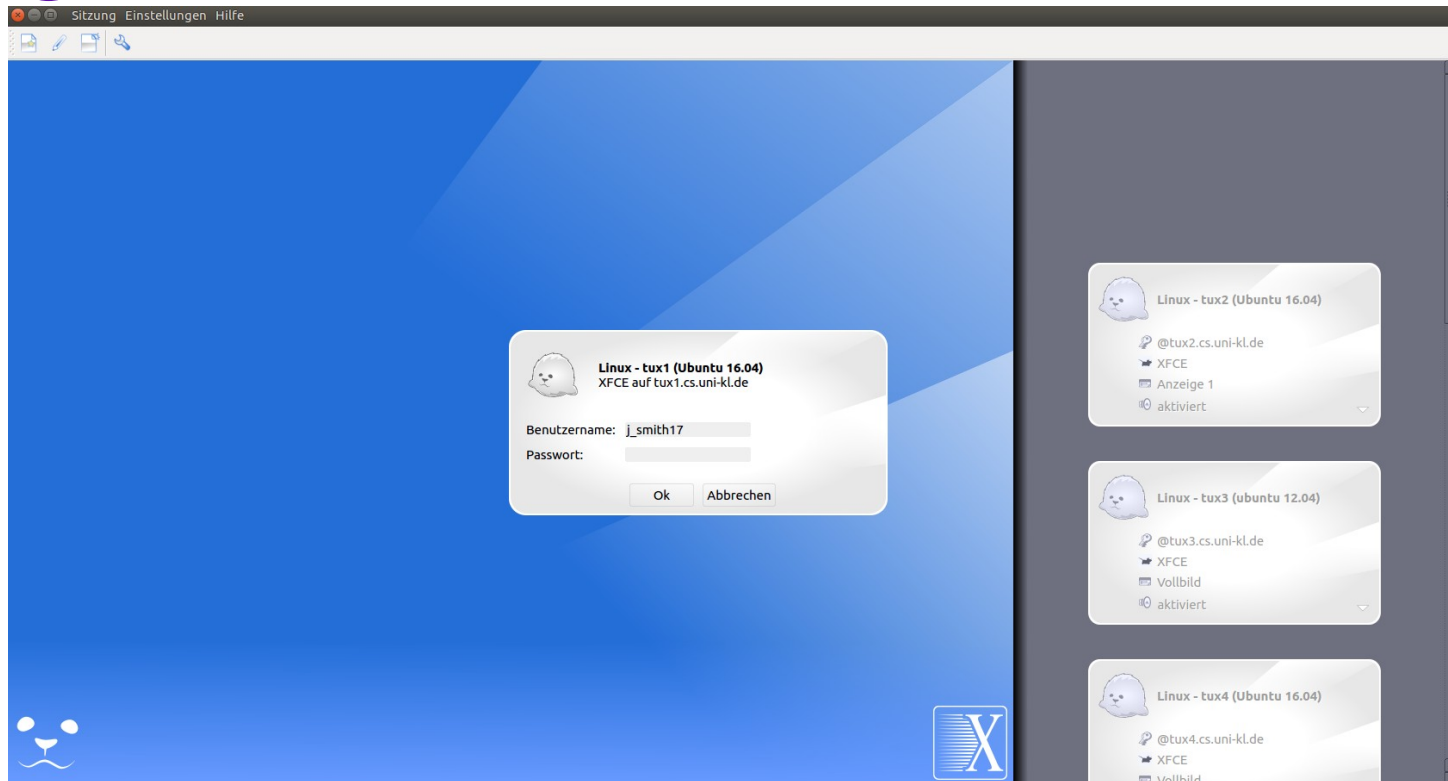 Sitzung Einstellungen Hilfe
Linux - tux1 (Ubuntu 16.04)
XFCE auf tux1.cs.uni-kl.de
Benutzername: j_smith17
Passwort:
Ok Abbrechen
X
Linux - tux2 (Ubuntu 16.04)
@tux2.cs.uni-kl.de
XFCE
Anzeige 1
aktiviert
Linux - tux3 (ubuntu 12.04)
@tux3.cs.uni-kl.de
XFCE
Vollbild
aktiviert
Linux - tux4 (Ubuntu 16.04)
@tux4.cs.uni-kl.de
XFCE
Vollbild